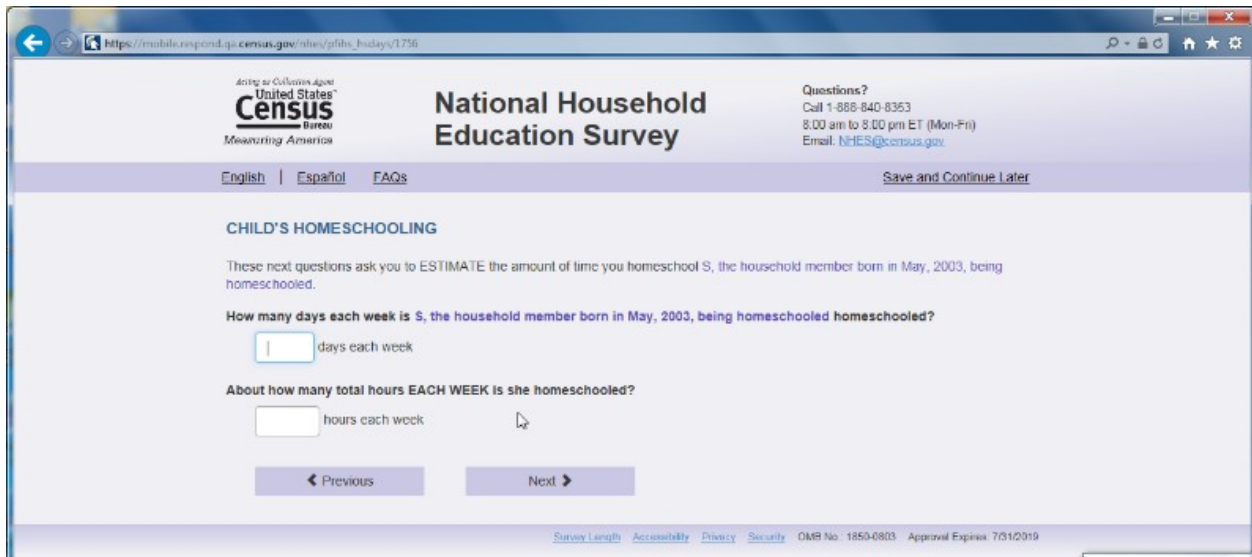 https://mobile.respond.qa.census.gov/nhes/pfihs_hsdays/1756
Acting as Collection Agent
United States™
Census
Bureau
Measuring America
National Household
Education Survey
Questions?
Call 1-888-840-8353
8:00 am to 8:00 pm ET (Mon-Fri)
Email: NHES@census.gov
English | Español FAQs
Save and Continue Later
CHILD'S HOMESCHOOLING
These next questions ask you to ESTIMATE the amount of time you homeschool S, the household member born in May, 2003, being
homeschooled.
How many days each week is S, the household member born in May, 2003, being homeschooled homeschooled?
days each week
About how many total hours EACH WEEK is she homeschooled?
hours each week
Previous
Next
Survey Length Accessibility Privacy Security OMB No.: 1850-0803 Approval Expires: 7/31/2019